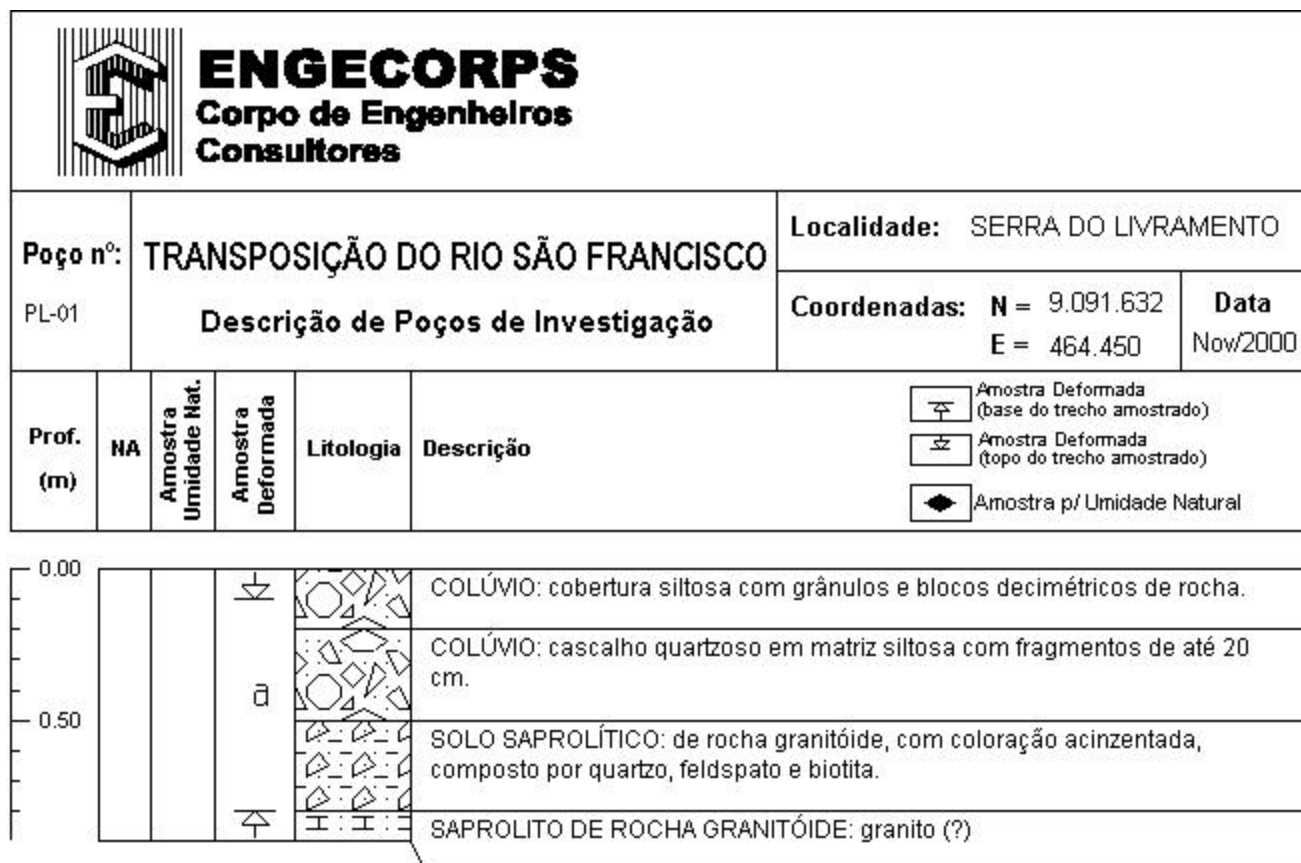 ENGECORPS
Corpo de Engenheiros
Consultores
Poço nº:
PL-01
TRANSPOSIÇÃO DO RIO SÃO FRANCISCO
Descrição de Poços de Investigação
Localidade: SERRA DO LIVRAMENTO
Coordenadas: N = 9.091.632
E = 464.450
Data
Nov/2000
Prof.
(m)
NA
Amostra
Umidade Nat.
Amostra
Deformada
Litologia
Descrição
Amostra Deformada
(base do trecho amostrado)
Amostra Deformada
(topo do trecho amostrado)
Amostra p/ Umidade Natural
0.00
COLÚVIO: cobertura siltosa com grânulos e blocos decimétricos de rocha.
COLÚVIO: cascalho quartzoso em matriz siltosa com fragmentos de até 20
cm.
a
0.50
SOLO SAPROLÍTICO: de rocha granitóide, com coloração acinzentada,
composto por quartzo, feldspato e biotita.
SAPROLITO DE ROCHA GRANITÓIDE: granito (?)